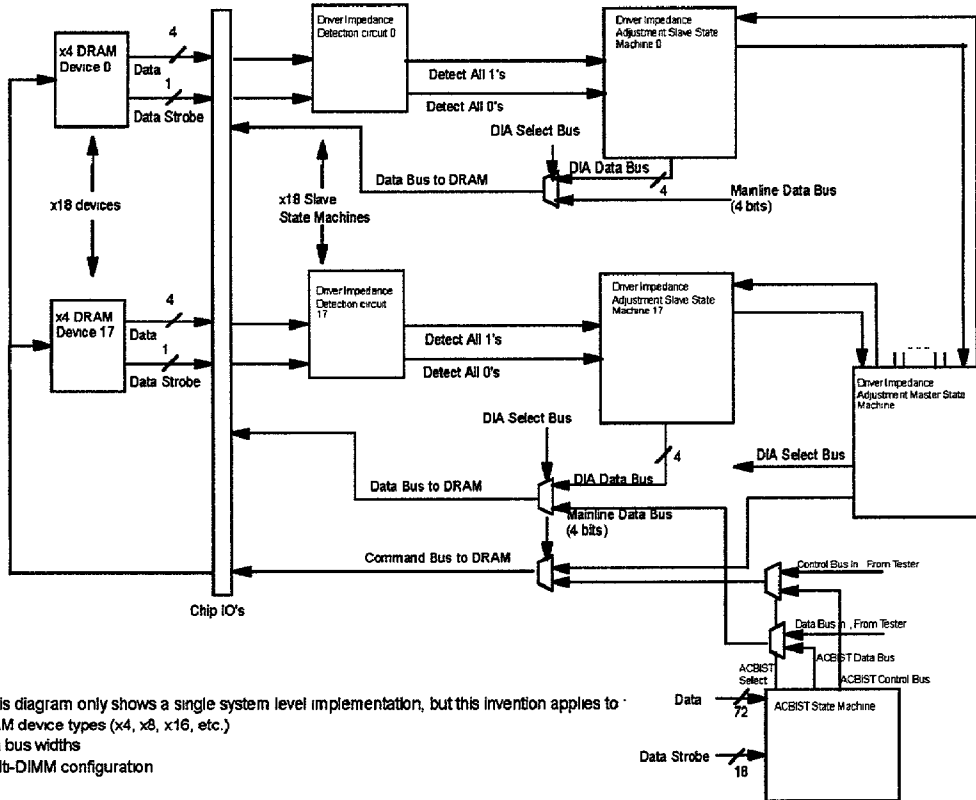 x4 DRAM
Device 0
4
Data
1
Data Strobe
Driver Impedance
Detection circuit 0
Detect All 1's
Detect All 0's
Driver Impedance
Adjustment Slave State
Machine 0
DIA Select Bus
DIA Data Bus
4
Data Bus to DRAM
Mainline Data Bus
(4 bits)
x18 devices
x18 Slave
State Machines
x4 DRAM
Device 17
4
Data
1
Data Strobe
Driver Impedance
Detection circuit
17
Detect All 1's
Detect All 0's
Driver Impedance
Adjustment Slave State
Machine 17
Driver Impedance
Adjustment Master State
Machine
DIA Select Bus
DIA Select Bus
4
DIA Data Bus
Data Bus to DRAM
Mainline Data Bus
(4 bits)
Command Bus to DRAM
Chip IO's
Control Bus in From Tester
Data Bus in , From Tester
ACBIST
Select
ACBIST Data Bus
ACBIST Control Bus
ACBIST State Machine
Data
72
Data Strobe
18
is diagram only shows a single system level implementation, but this invention applies to
M device types (x4, x8, x16, etc.)
bus widths
lti-DIMM configuration